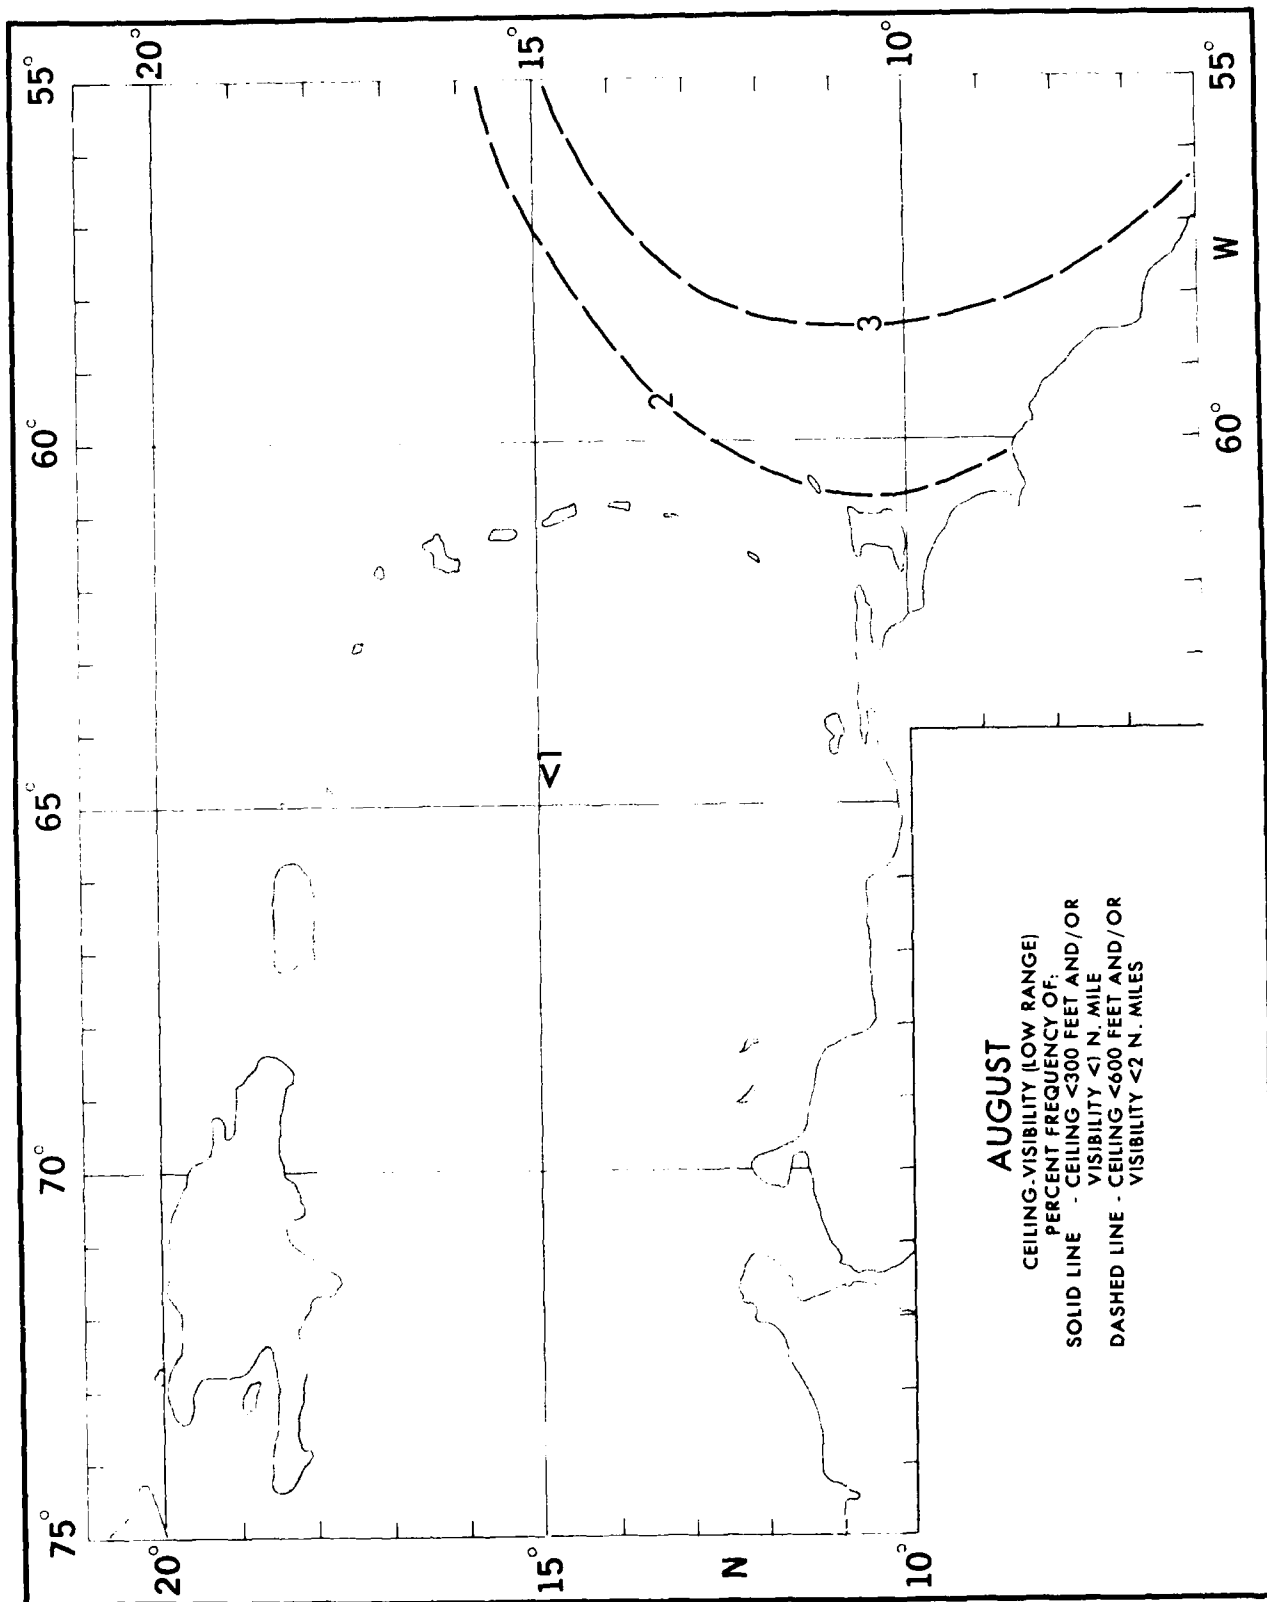 75°
70°
65°
60°
55°
20°
20°
15°
15°
N
10°
10°
W
60°
55°
2
3
<1
AUGUST
CEILING-VISIBILITY (LOW RANGE)
PERCENT FREQUENCY OF:
SOLID LINE - CEILING <300 FEET AND/OR
VISIBILITY <1 N. MILE
DASHED LINE - CEILING <600 FEET AND/OR
VISIBILITY <2 N. MILES